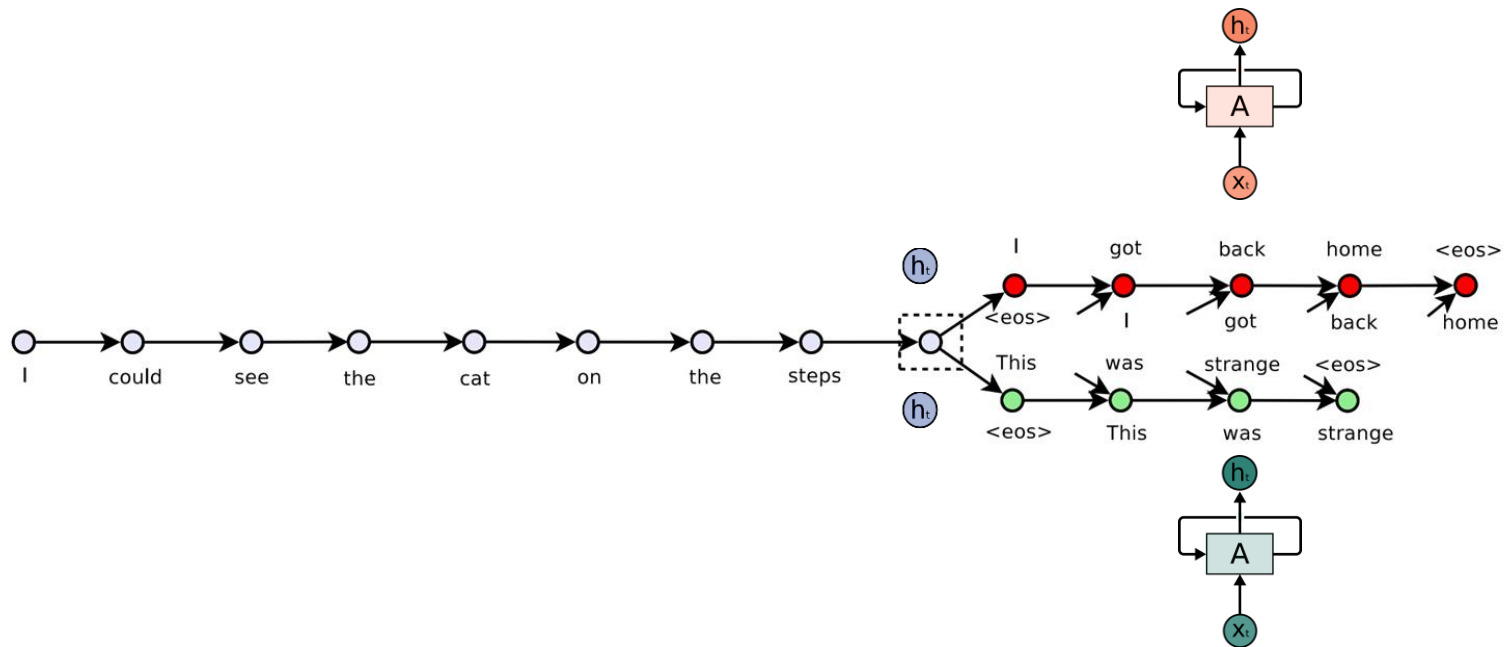 hₜ
A
xₜ
I got back home <eos>
hₜ
<eos> I got back home
I could see the cat on the steps
This was strange <eos>
hₜ
<eos> This was strange
hₜ
A
xₜ